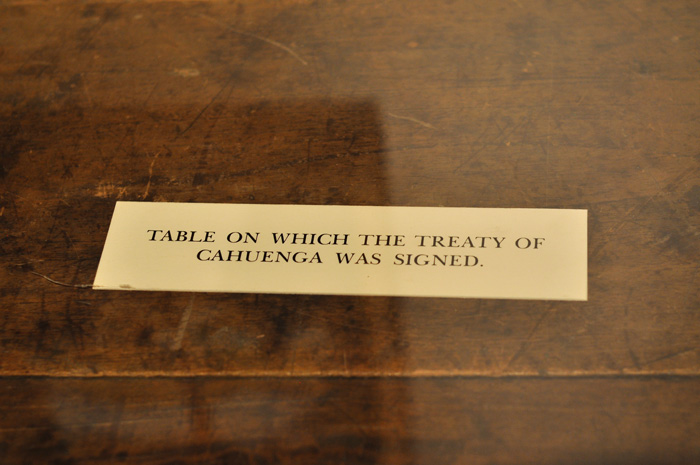 TABLE ON WHICH THE TREATY OF
CAHUENGA WAS SIGNED.